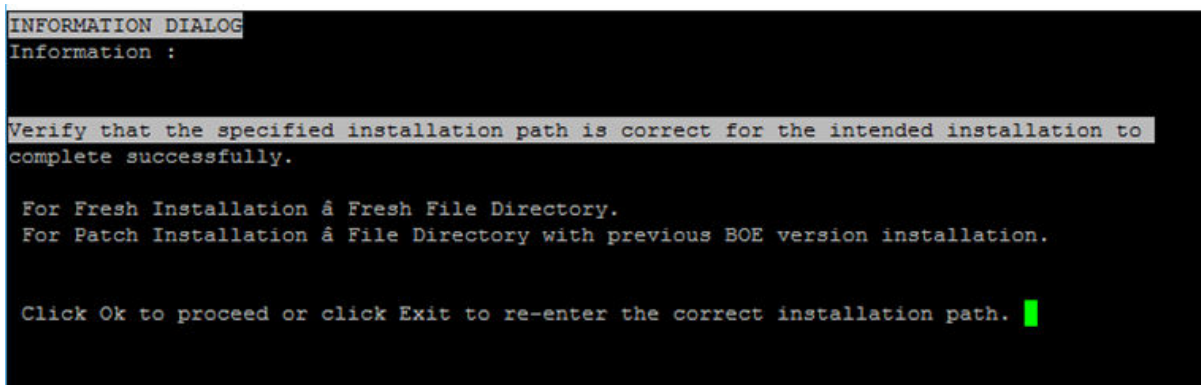 INFORMATION DIALOG
Information :
Verify that the specified installation path is correct for the intended installation to
complete successfully.
For Fresh Installation â Fresh File Directory.
For Patch Installation â File Directory with previous BOE version installation.
Click Ok to proceed or click Exit to re-enter the correct installation path.